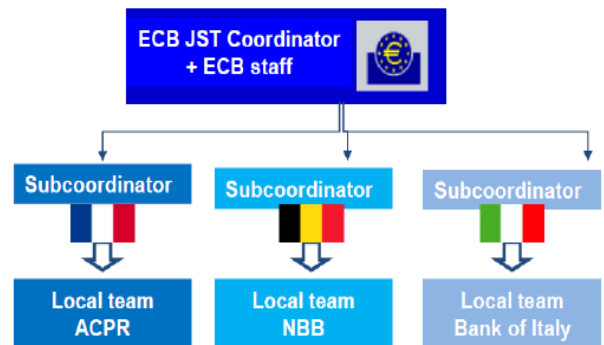 ECB JST Coordinator
+ ECB staff
Subcoordinator
Subcoordinator
Subcoordinator
Local team
ACPR
Local team
NBB
Local team
Bank of Italy